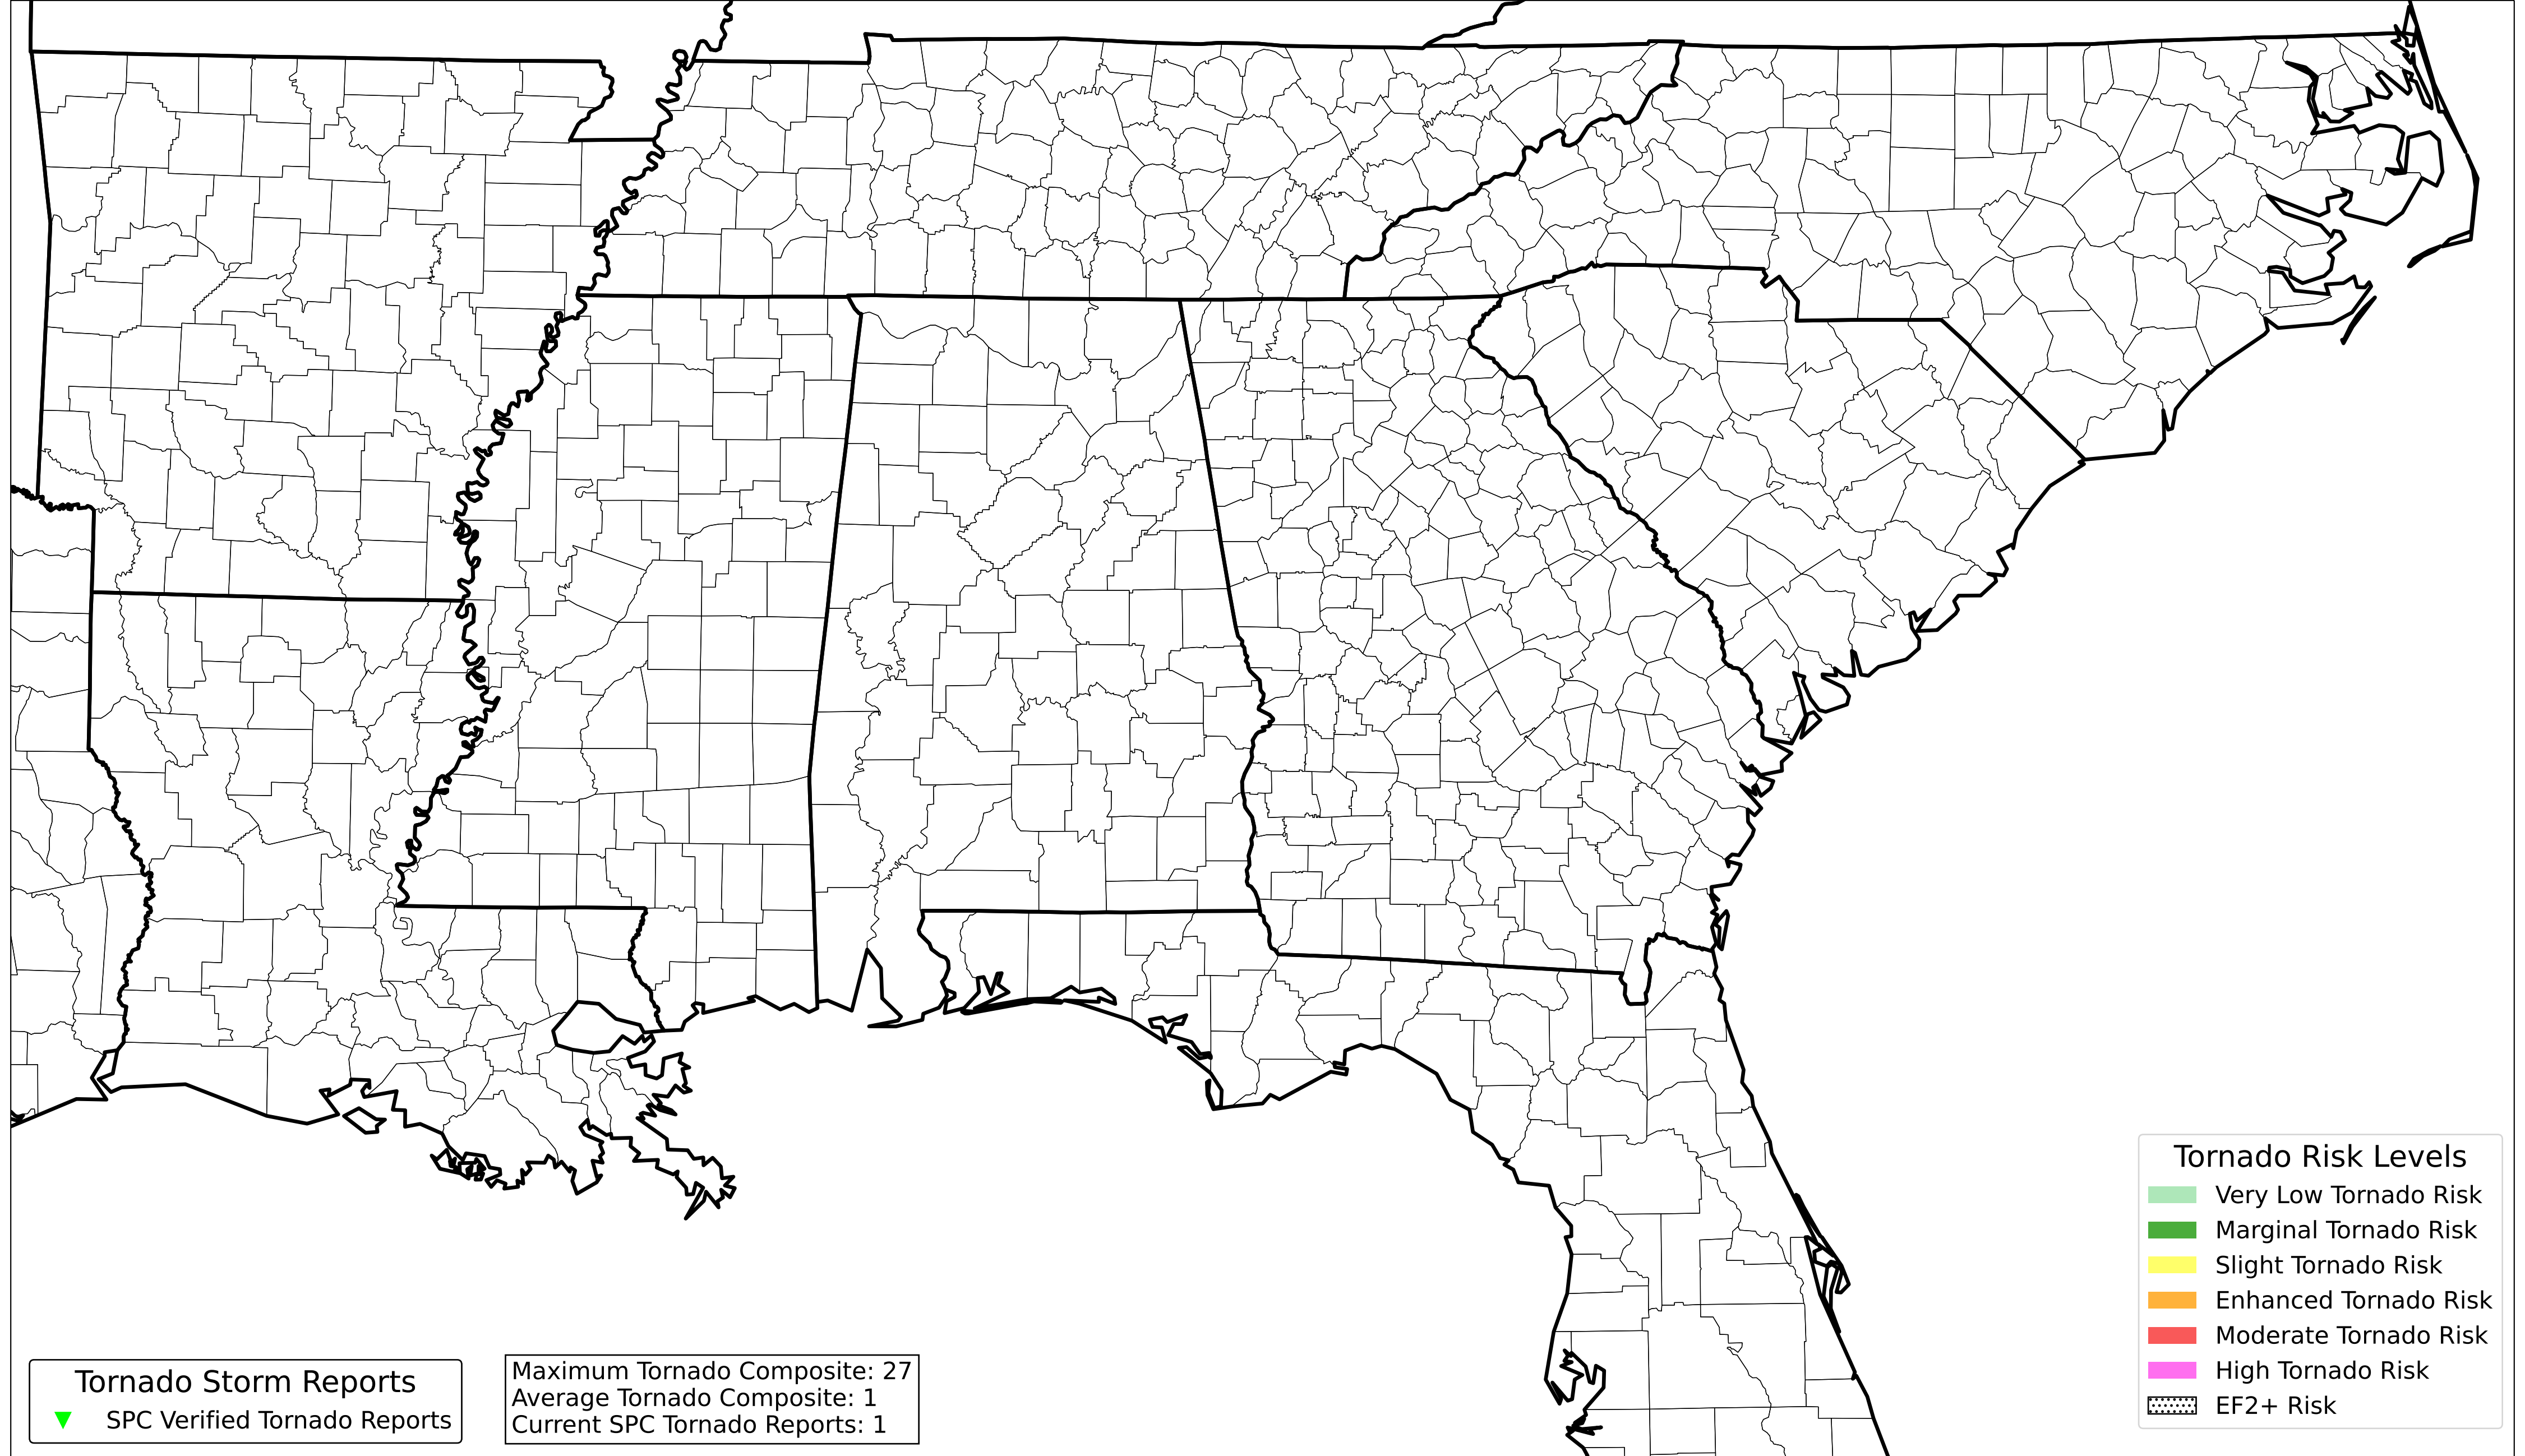 Tornado Storm Reports
SPC Verified Tornado Reports
Maximum Tornado Composite: 27
Average Tornado Composite: 1
Current SPC Tornado Reports: 1
Tornado Risk Levels
Very Low Tornado Risk
Marginal Tornado Risk
Slight Tornado Risk
Enhanced Tornado Risk
Moderate Tornado Risk
High Tornado Risk
EF2+ Risk